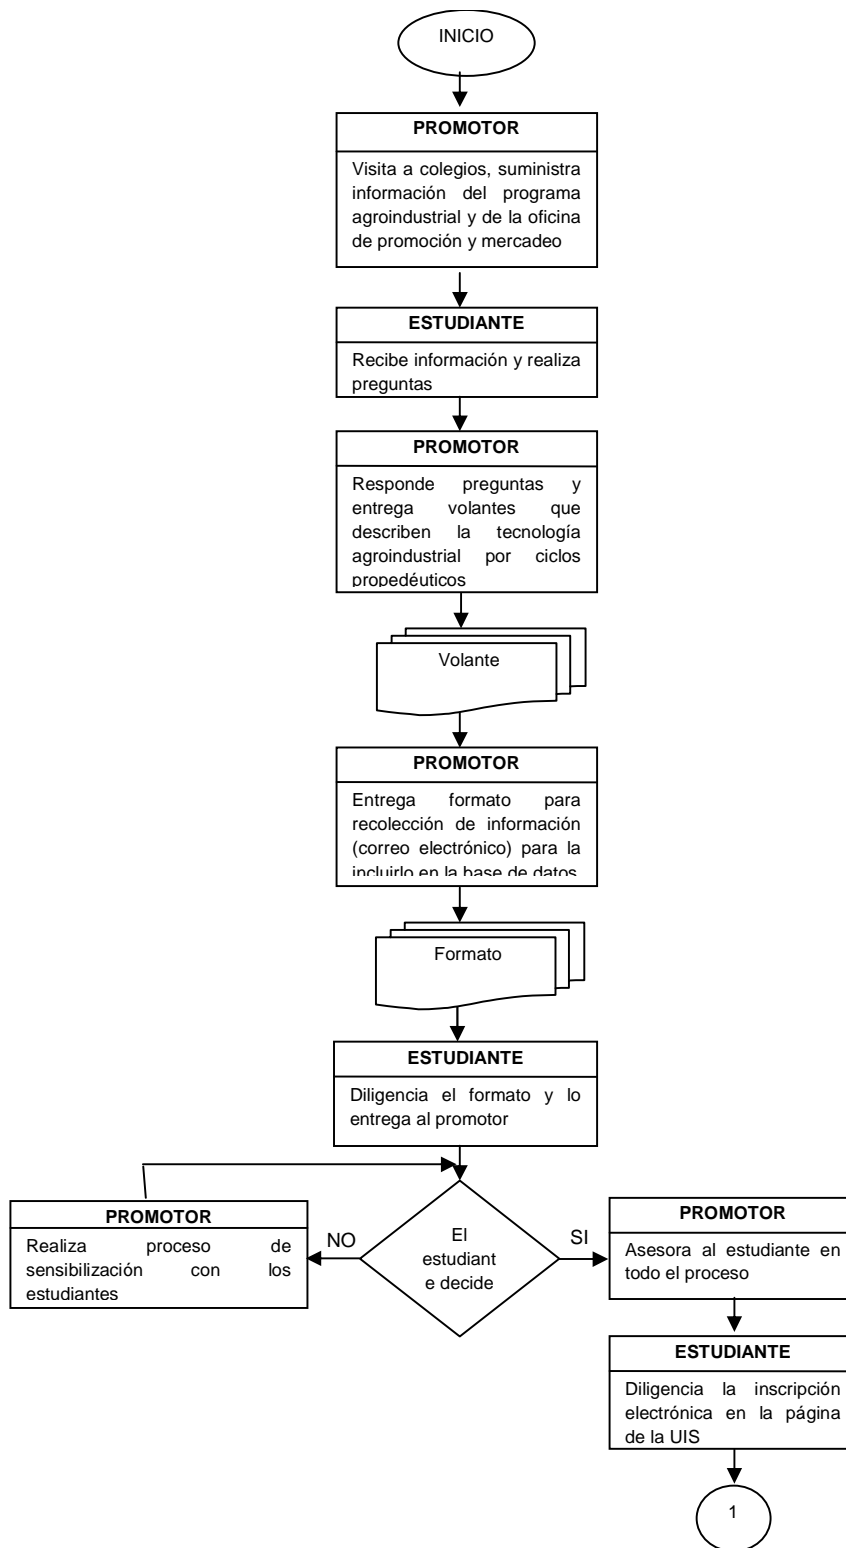 INICIO
PROMOTOR
Visita a colegios, suministra
información del programa
agroindustrial y de la oficina
de promoción y mercadeo
ESTUDIANTE
Recibe información y realiza
preguntas
PROMOTOR
Responde preguntas y
entrega volantes que
describen la tecnología
agroindustrial por ciclos
propedéuticos
Volante
PROMOTOR
Entrega formato para
recolección de información
(correo electrónico) para la
incluirlo en la base de datos
Formato
ESTUDIANTE
Diligencia el formato y lo
entrega al promotor
PROMOTOR
Realiza proceso de
sensibilización con los
estudiantes
NO
El
estudiant
e decide
SI
PROMOTOR
Asesora al estudiante en
todo el proceso
ESTUDIANTE
Diligencia la inscripción
electrónica en la página
de la UIS
1